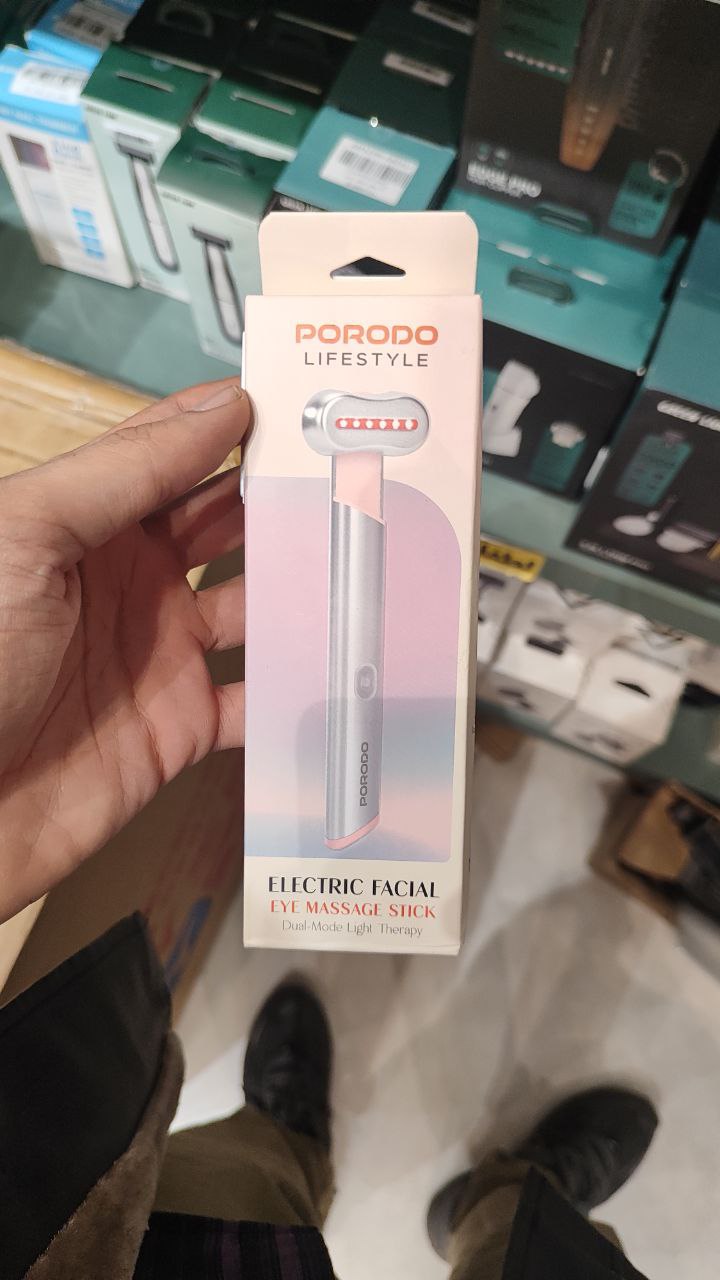 PORODO
LIFESTYLE
PORODO
ELECTRIC FACIAL
EYE MASSAGE STICK
Dual-Mode Light Therapy